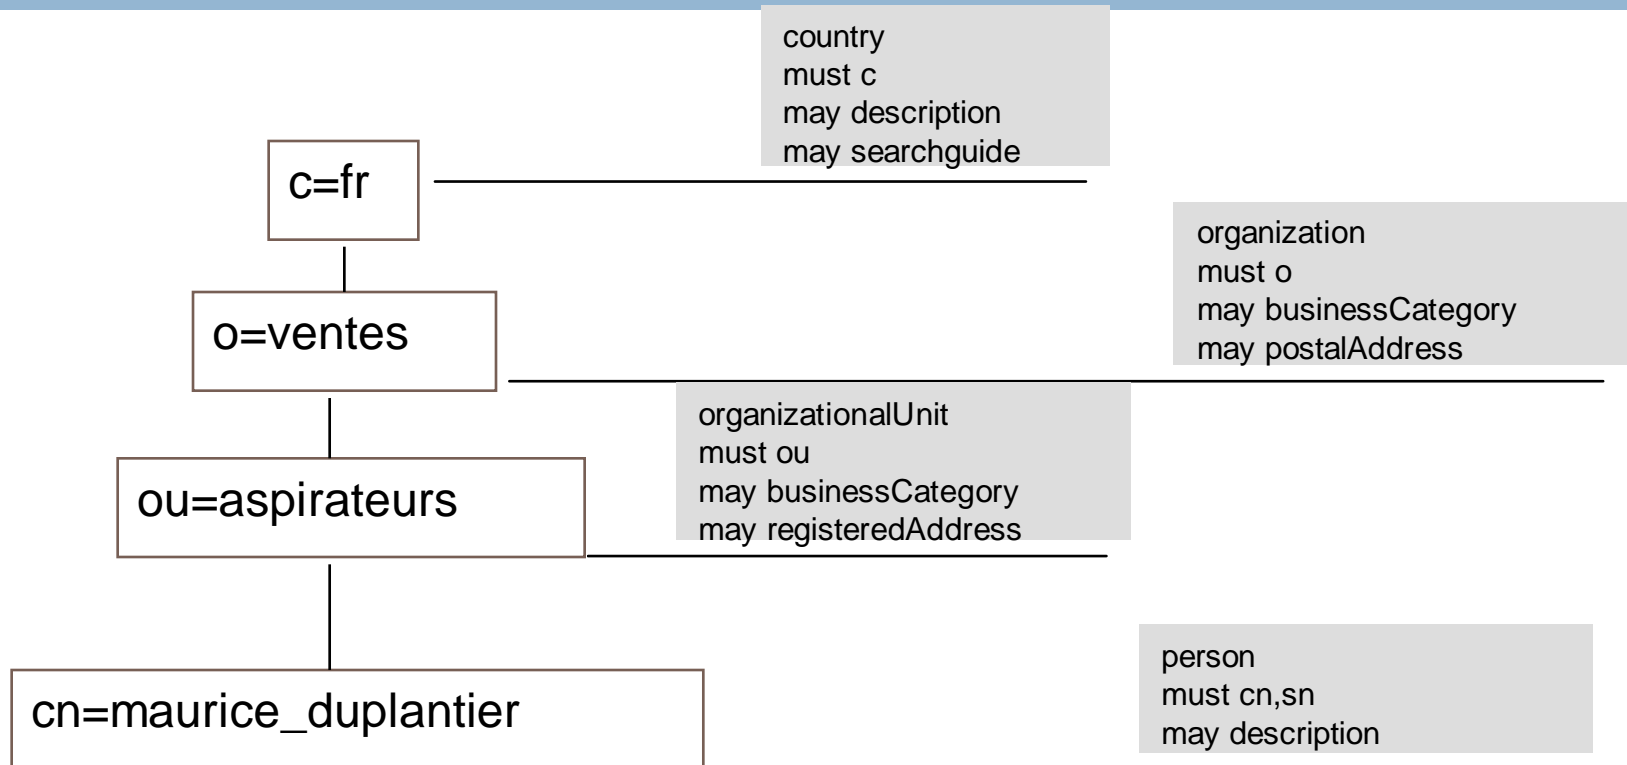 country
must c
may description
may searchguide
c=fr
organization
must o
may businessCategory
may postalAddress
o=ventes
organizationalUnit
must ou
may businessCategory
may registeredAddress
ou=aspirateurs
person
must cn,sn
may description
cn=maurice_duplantier